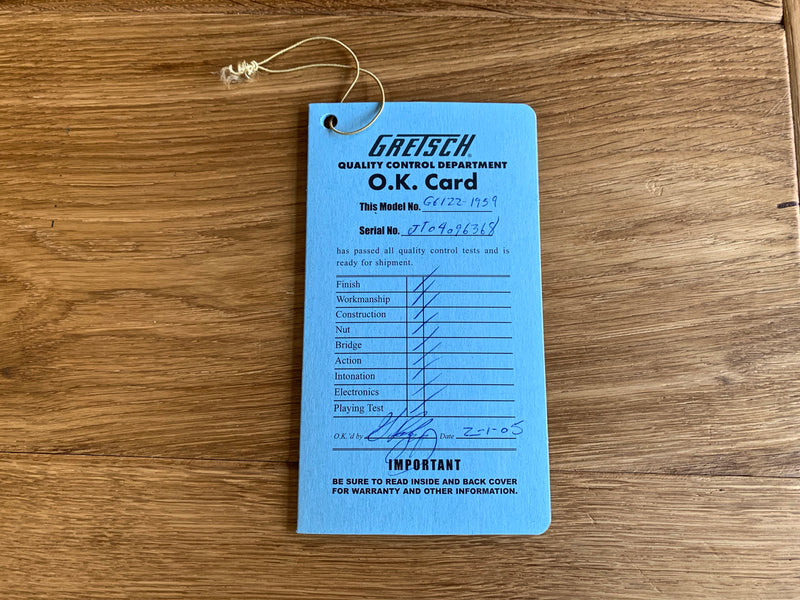 GRETSCH®
QUALITY CONTROL DEPARTMENT
O.K. Card
This Model No. G6122-1959
Serial No. JT04096368
has passed all quality control tests and is
ready for shipment.
Finish
Workmanship
Construction
Nut
Bridge
Action
Intonation
Electronics
Playing Test
O.K.'d by Date 2-1-05
IMPORTANT
BE SURE TO READ INSIDE AND BACK COVER
FOR WARRANTY AND OTHER INFORMATION.